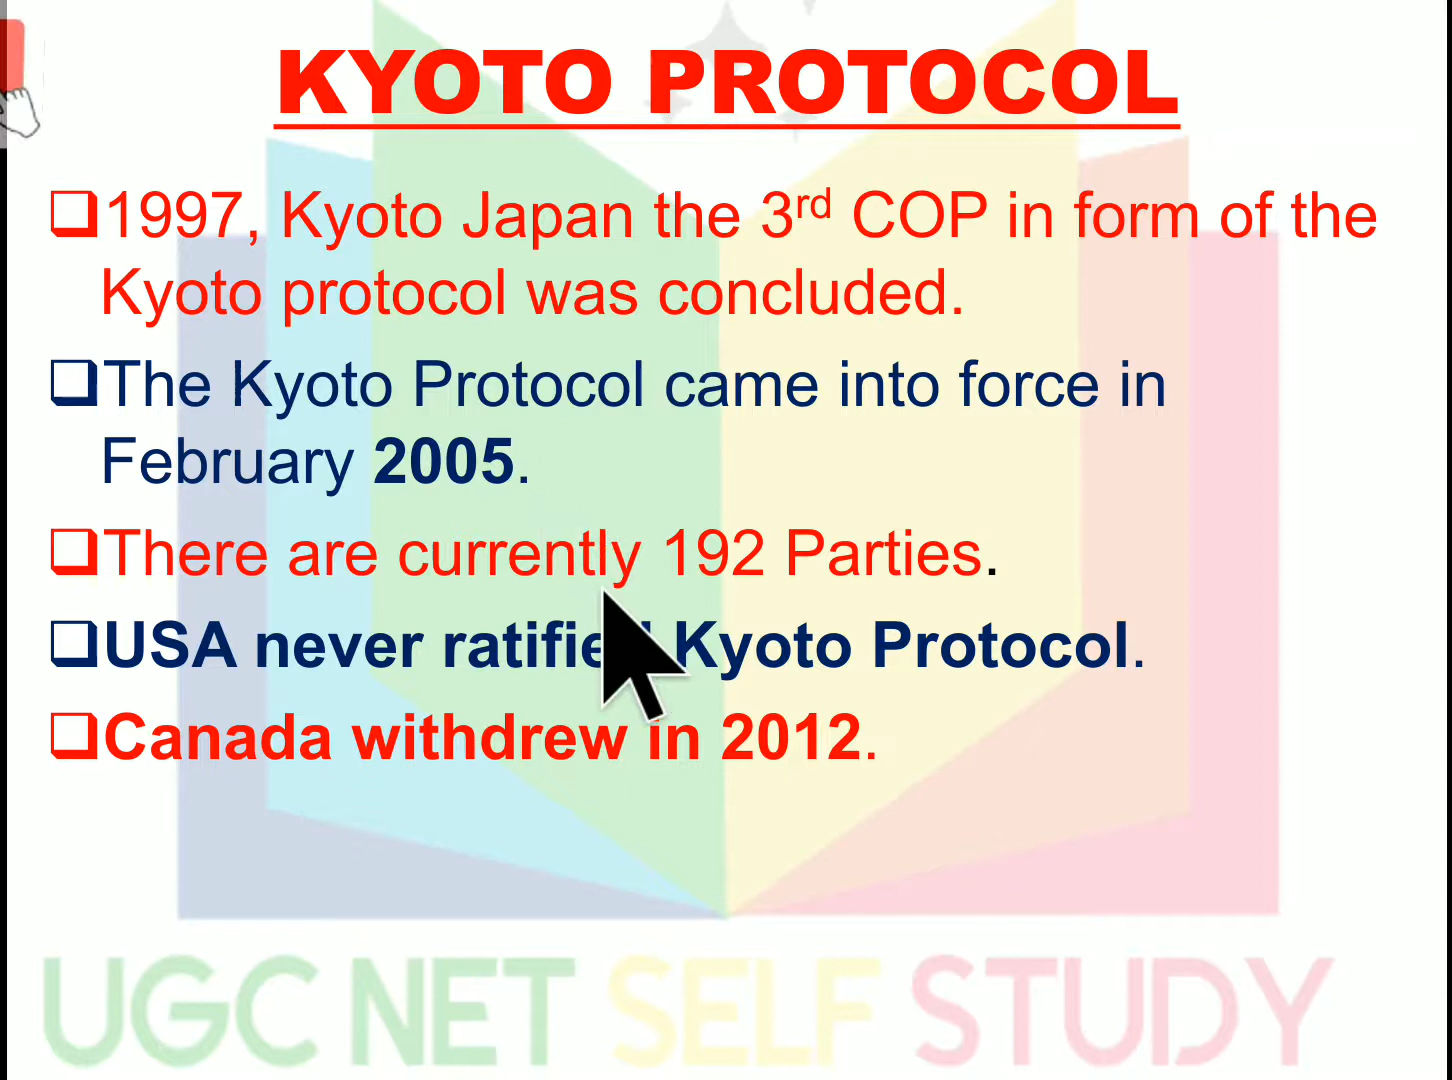 KYOTO PROTOCOL
1997, Kyoto Japan the 3rd COP in form of the
Kyoto protocol was concluded.
The Kyoto Protocol came into force in
February 2005.
There are currently 192 Parties.
USA never ratified Kyoto Protocol.
Canada withdrew in 2012.
UGC NET SELF STUDY